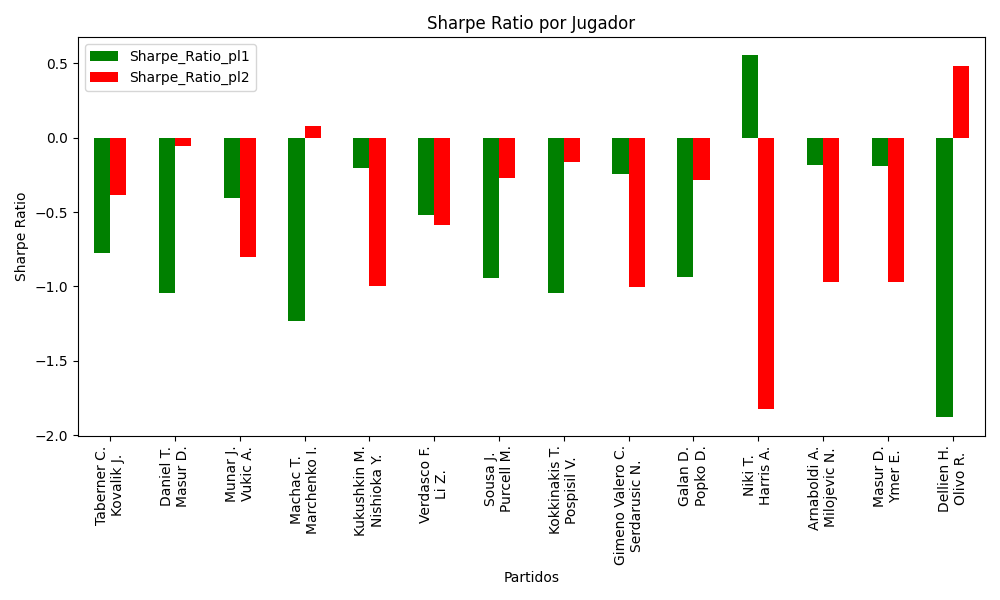 Sharpe Ratio por Jugador
Sharpe_Ratio_pl1
Sharpe_Ratio_pl2
Sharpe Ratio
0.5
0.0
−0.5
−1.0
−1.5
−2.0
Taberner C.
Kovalik J.
Daniel T.
Masur D.
Munar J.
Vukic A.
Machac T.
Marchenko I.
Kukushkin M.
Nishioka Y.
Verdasco F.
Li Z.
Sousa J.
Purcell M.
Kokkinakis T.
Pospisil V.
Gimeno Valero C.
Serdarusic N.
Galan D.
Popko D.
Niki T.
Harris A.
Arnaboldi A.
Milojevic N.
Masur D.
Ymer E.
Dellien H.
Olivo R.
Partidos